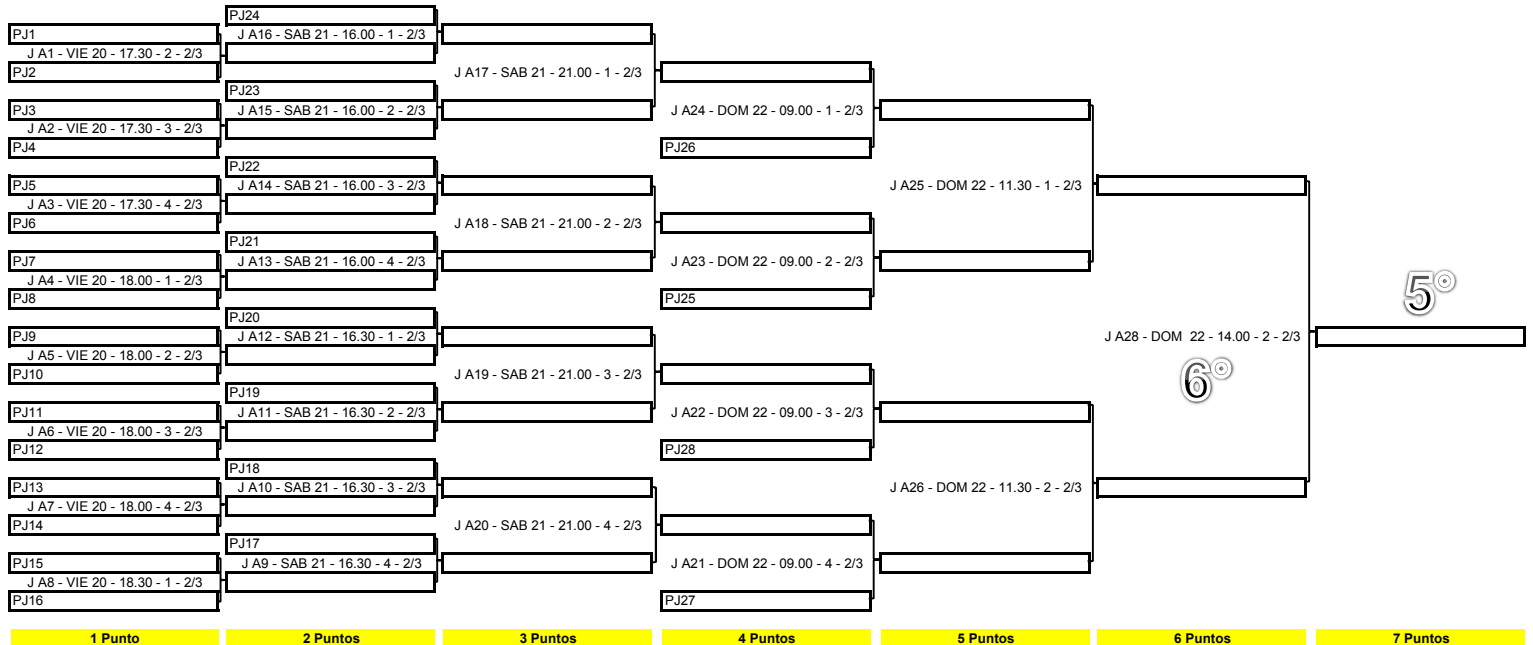 PJ24
PJ1
J A16 - SAB 21 - 16.00 - 1 - 2/3
J A1 - VIE 20 - 17.30 - 2 - 2/3
PJ2
J A17 - SAB 21 - 21.00 - 1 - 2/3
PJ23
PJ3
J A15 - SAB 21 - 16.00 - 2 - 2/3
J A24 - DOM 22 - 09.00 - 1 - 2/3
J A2 - VIE 20 - 17.30 - 3 - 2/3
PJ4
PJ26
PJ22
PJ5
J A14 - SAB 21 - 16.00 - 3 - 2/3
J A25 - DOM 22 - 11.30 - 1 - 2/3
J A3 - VIE 20 - 17.30 - 4 - 2/3
PJ6
J A18 - SAB 21 - 21.00 - 2 - 2/3
PJ21
PJ7
J A13 - SAB 21 - 16.00 - 4 - 2/3
J A23 - DOM 22 - 09.00 - 2 - 2/3
J A4 - VIE 20 - 18.00 - 1 - 2/3
5°
PJ8
PJ25
PJ20
PJ9
J A12 - SAB 21 - 16.30 - 1 - 2/3
J A28 - DOM  22 - 14.00 - 2 - 2/3
J A5 - VIE 20 - 18.00 - 2 - 2/3
PJ10
J A19 - SAB 21 - 21.00 - 3 - 2/3
6°
PJ19
PJ11
J A11 - SAB 21 - 16.30 - 2 - 2/3
J A22 - DOM 22 - 09.00 - 3 - 2/3
J A6 - VIE 20 - 18.00 - 3 - 2/3
PJ12
PJ28
PJ18
PJ13
J A10 - SAB 21 - 16.30 - 3 - 2/3
J A26 - DOM 22 - 11.30 - 2 - 2/3
J A7 - VIE 20 - 18.00 - 4 - 2/3
PJ14
J A20 - SAB 21 - 21.00 - 4 - 2/3
PJ17
PJ15
J A9 - SAB 21 - 16.30 - 4 - 2/3
J A21 - DOM 22 - 09.00 - 4 - 2/3
J A8 - VIE 20 - 18.30 - 1 - 2/3
PJ16
PJ27
1 Punto
2 Puntos
3 Puntos
4 Puntos
5 Puntos
6 Puntos
7 Puntos